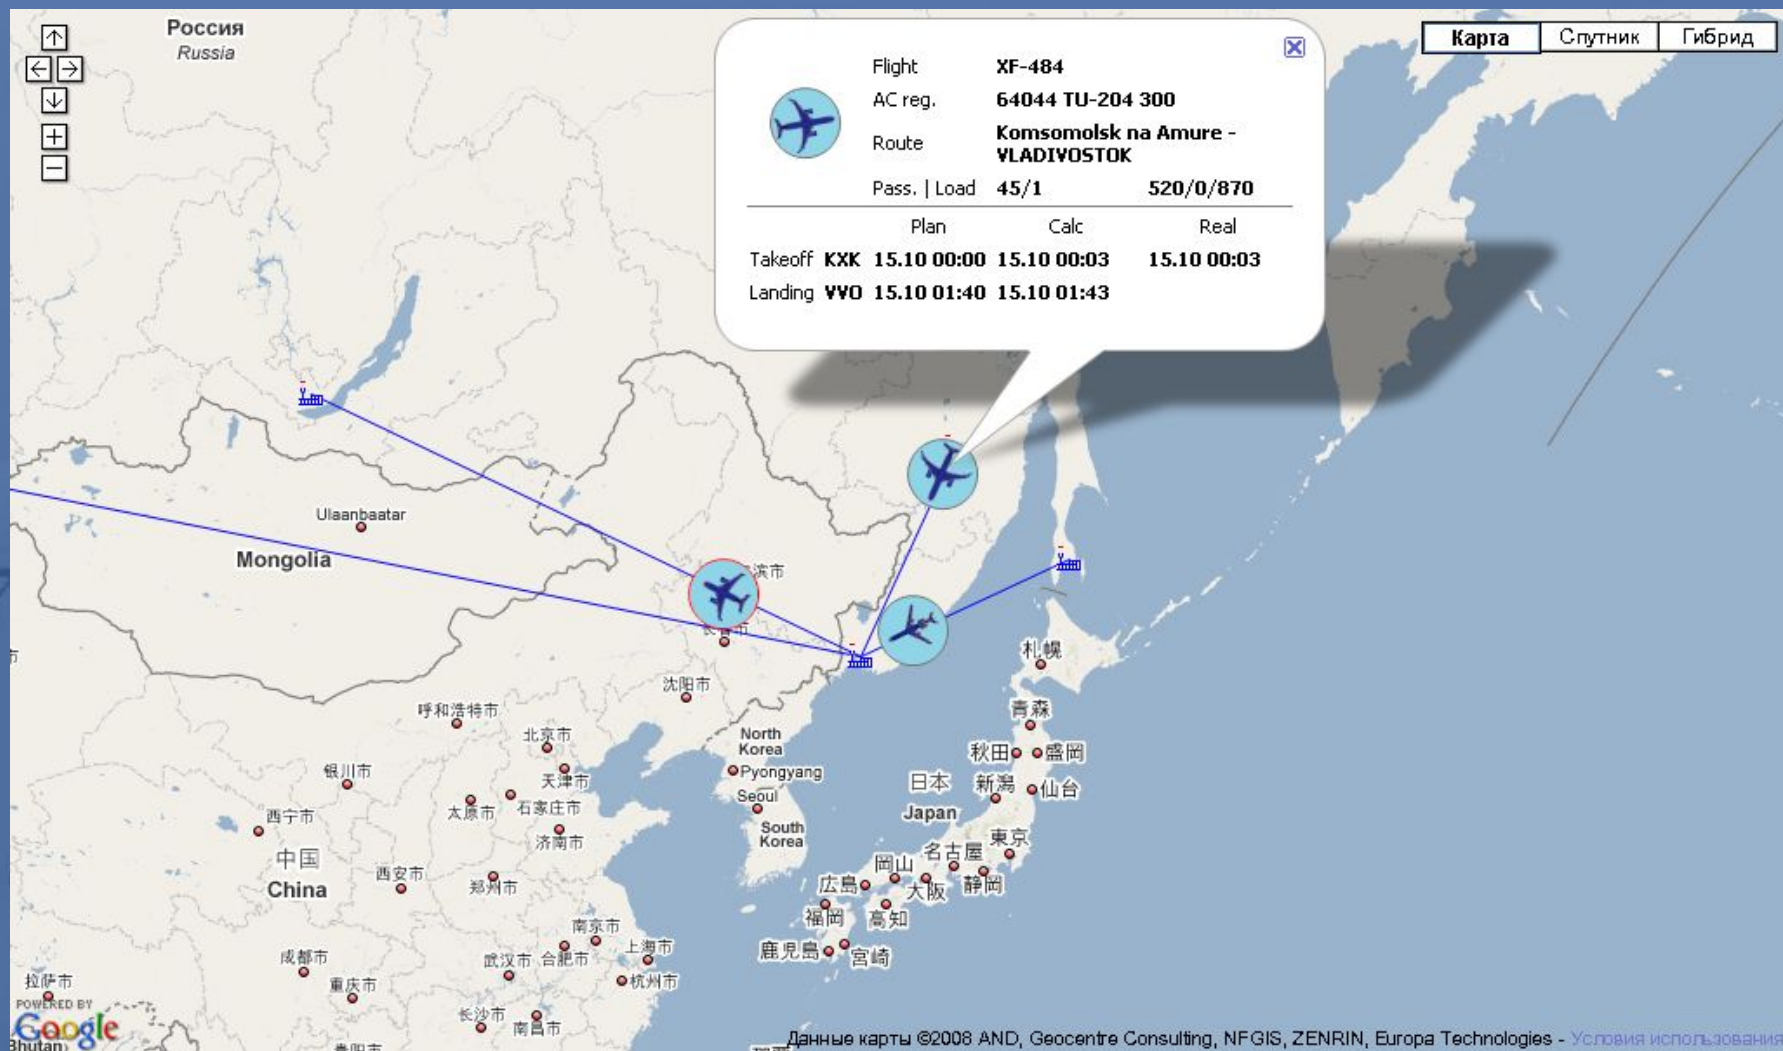 Россия
Russia
Карта
Спутник
Гибрид
Flight XF-484
AC reg. 64044 TU-204 300
Route Komsomolsk na Amure -
VLADIVOSTOK
Pass. | Load 45/1 520/0/870
Plan Calc Real
Takeoff KXK 15.10 00:00 15.10 00:03 15.10 00:03
Landing VVO 15.10 01:40 15.10 01:43
Ulaanbaatar
Mongolia
滨市
沈阳市
呼和浩特市
北京市
天津市
银川市
太原市
石家庄市
西宁市
济南市
中国
China
西安市
郑州市
南京市
成都市
武汉市
合肥市
上海市
重庆市
杭州市
拉萨市
长沙市
南昌市
North
Korea
Pyongyang
Seoul
South
Korea
札幌
青森
秋田
盛岡
日本
Japan
新潟
仙台
東京
名古屋
岡山
広島
大阪
静岡
福岡
高知
鹿児島
宮崎
POWERED BY
Google
Bhutan
Данные карты ©2008 AND, Geocentre Consulting, NFGIS, ZENRIN, Europa Technologies - Условия использования